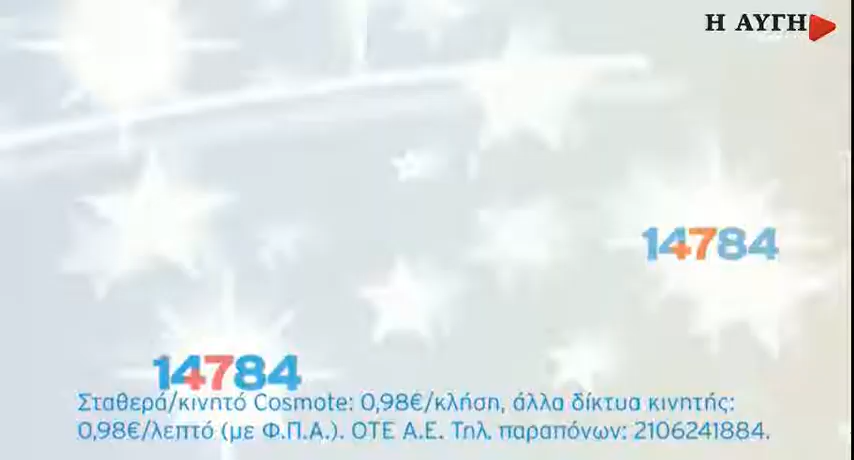 Η ΑΥΓΗ
14784
14784
Σταθερά/κινητό Cosmote: 0,98€/κλήση, άλλα δίκτυα κινητής:
0,98€/λεπτό (με Φ.Π.Α.). ΟΤΕ Α.Ε. Τηλ. παραπόνων: 2106241884.